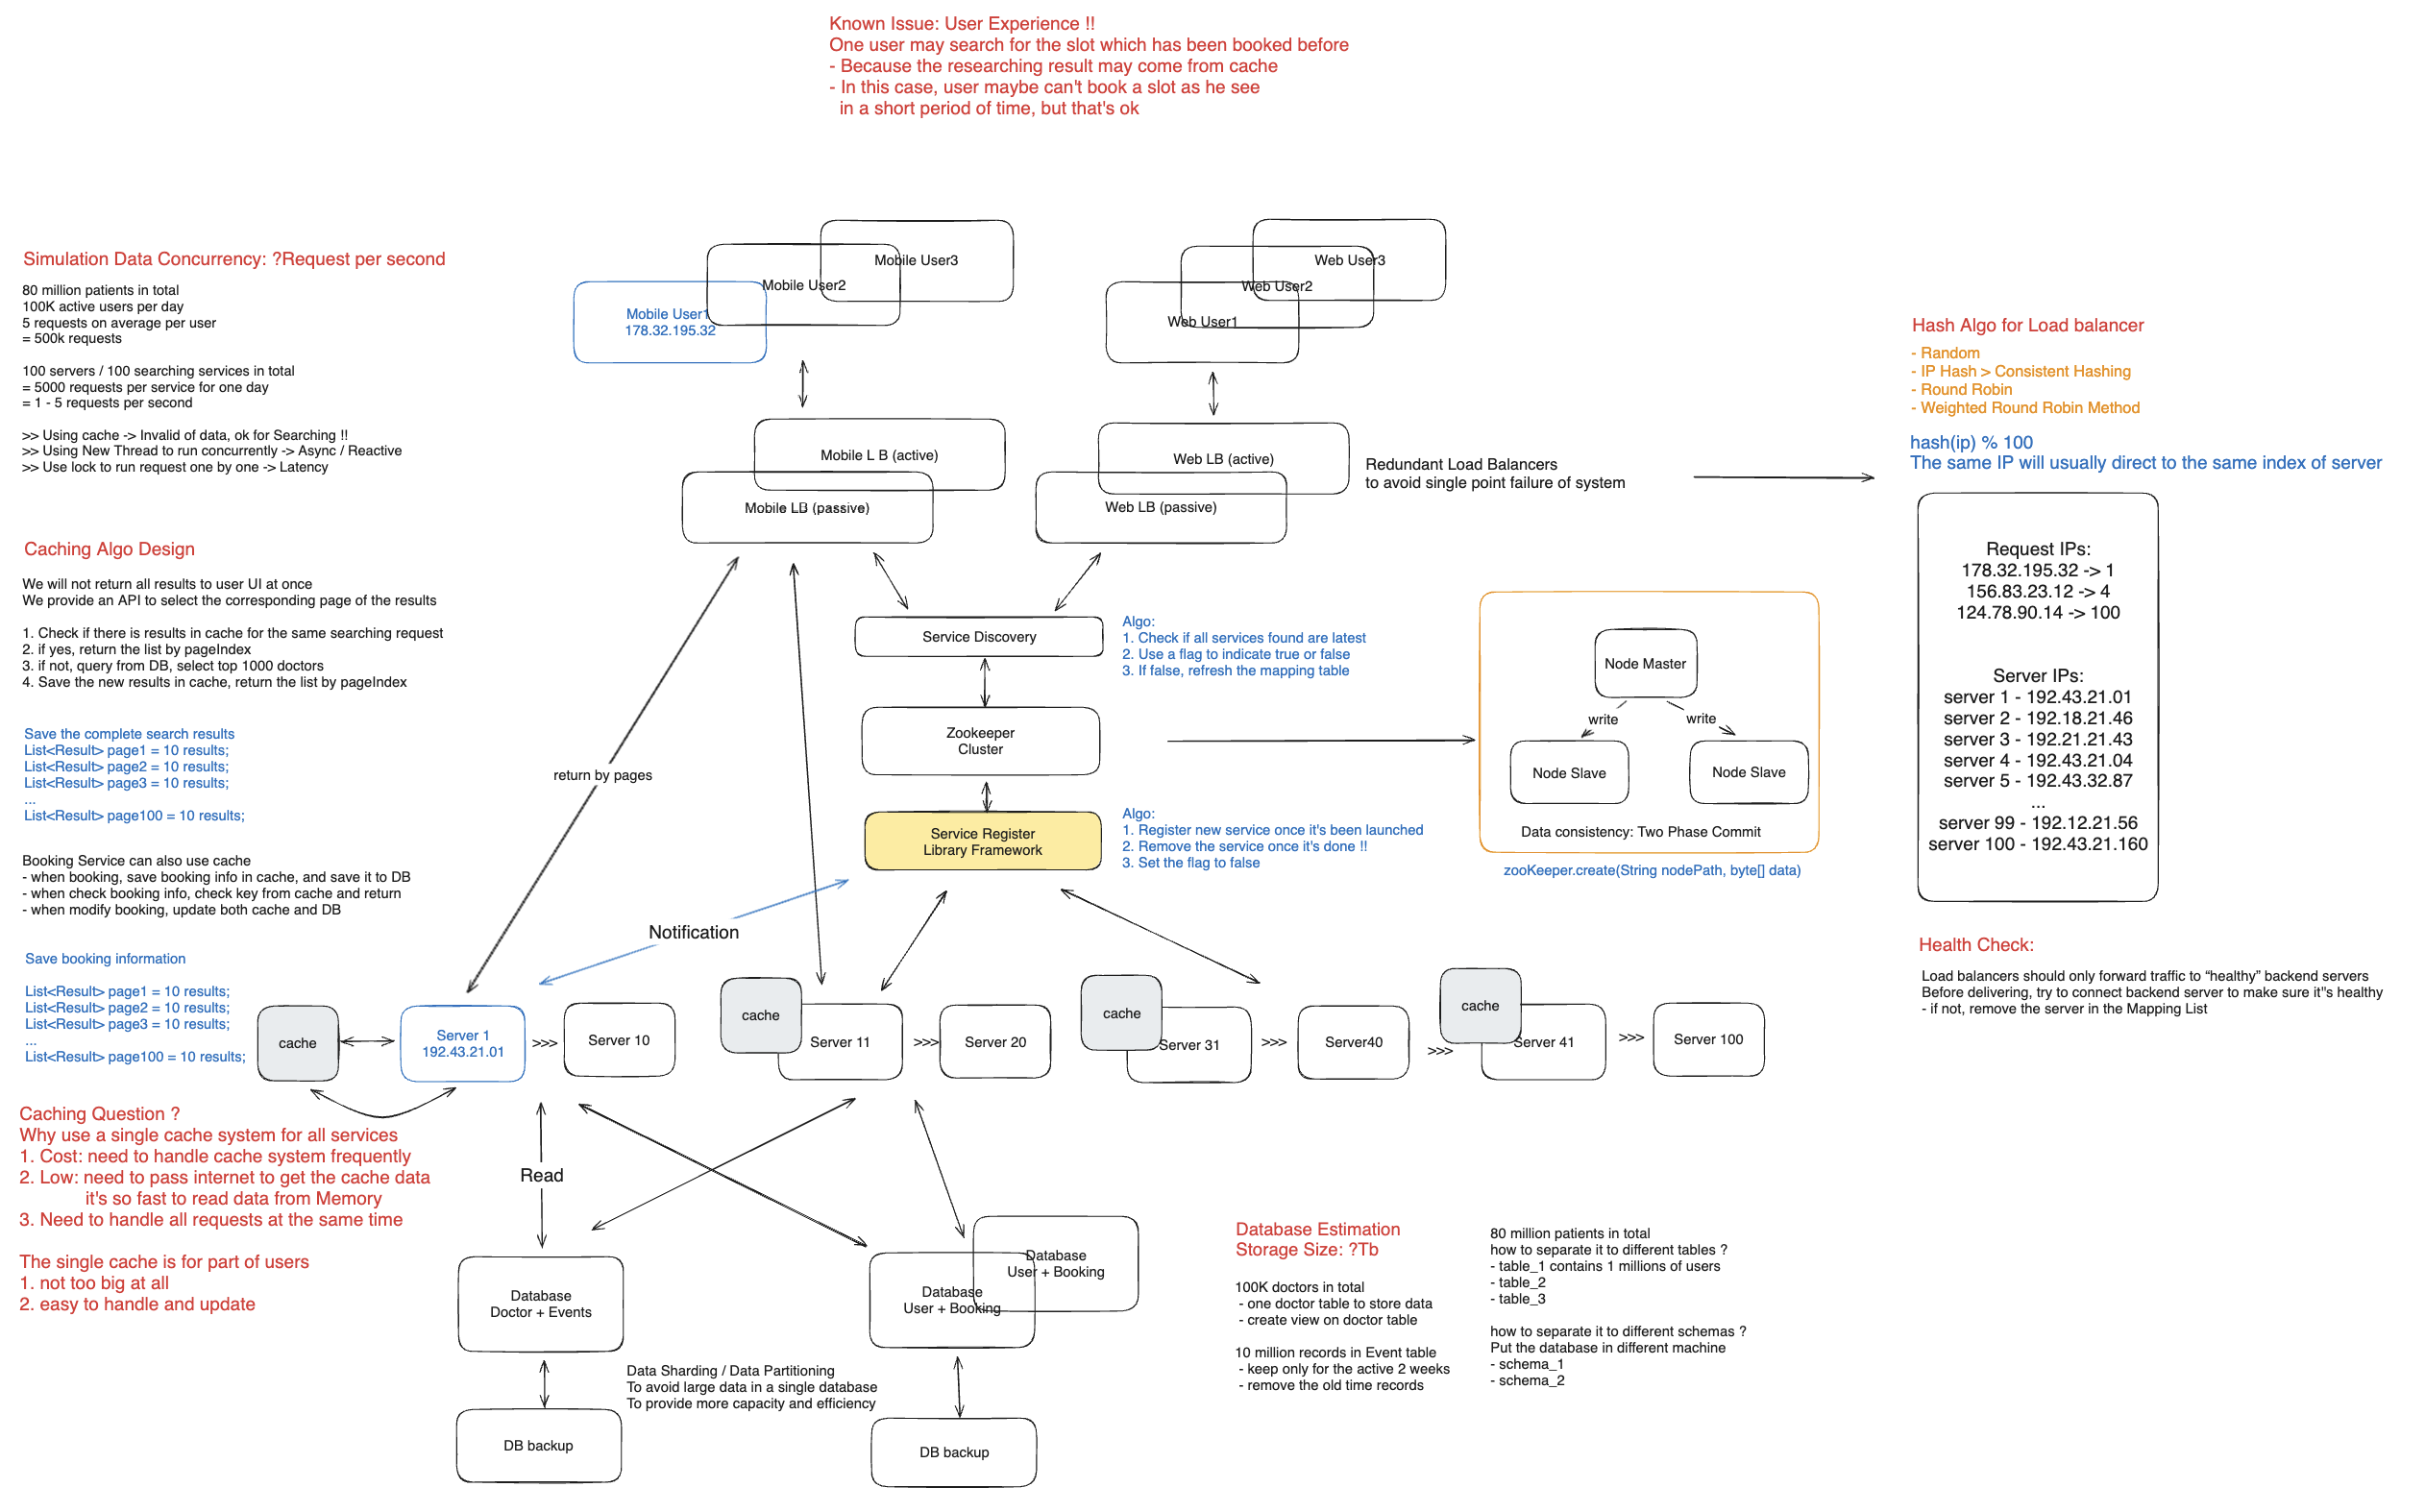 Known Issue: User Experience !!
One user may search for the slot which has been booked before
- Because the researching result may come from cache
- In this case, user maybe can't book a slot as he see
in a short period of time, but that's ok
Simulation Data Concurrency: ?Request per second
80 million patients in total
100K active users per day
5 requests on average per user
= 500k requests
100 servers / 100 searching services in total
= 5000 requests per service for one day
= 1 - 5 requests per second
>> Using cache -> Invalid of data, ok for Searching !!
>> Using New Thread to run concurrently -> Async / Reactive
>> Use lock to run request one by one -> Latency
Caching Algo Design
We will not return all results to user UI at once
We provide an API to select the corresponding page of the results
1. Check if there is results in cache for the same searching request
2. if yes, return the list by pageIndex
3. if not, query from DB, select top 1000 doctors
4. Save the new results in cache, return the list by pageIndex
Save the complete search results
List<Result> page1 = 10 results;
List<Result> page2 = 10 results;
List<Result> page3 = 10 results;
...
List<Result> page100 = 10 results;
Booking Service can also use cache
- when booking, save booking info in cache, and save it to DB
- when check booking info, check key from cache and return
- when modify booking, update both cache and DB
Save booking information
List<Result> page1 = 10 results;
List<Result> page2 = 10 results;
List<Result> page3 = 10 results;
...
List<Result> page100 = 10 results;
Caching Question ?
Why use a single cache system for all services
1. Cost: need to handle cache system frequently
2. Low: need to pass internet to get the cache data
it's so fast to read data from Memory
3. Need to handle all requests at the same time
The single cache is for part of users
1. not too big at all
2. easy to handle and update
Mobile User1
178.32.195.32
Mobile User2
Mobile User3
Web User1
Web User2
Web User3
Mobile L B (active)
Mobile LB (passive)
Web LB (active)
Web LB (passive)
Redundant Load Balancers
to avoid single point failure of system
Service Discovery
Algo:
1. Check if all services found are latest
2. Use a flag to indicate true or false
3. If false, refresh the mapping table
Zookeeper
Cluster
Service Register
Library Framework
Algo:
1. Register new service once it's been launched
2. Remove the service once it's done !!
3. Set the flag to false
return by pages
Notification
Node Master
write
write
Node Slave
Node Slave
Data consistency: Two Phase Commit
zooKeeper.create(String nodePath, byte[] data)
Hash Algo for Load balancer
- Random
- IP Hash > Consistent Hashing
- Round Robin
- Weighted Round Robin Method
hash(ip) % 100
The same IP will usually direct to the same index of server
Request IPs:
178.32.195.32 -> 1
156.83.23.12 -> 4
124.78.90.14 -> 100
Server IPs:
server 1 - 192.43.21.01
server 2 - 192.18.21.46
server 3 - 192.21.21.43
server 4 - 192.43.21.04
server 5 - 192.43.32.87
...
server 99 - 192.12.21.56
server 100 - 192.43.21.160
Health Check:
Load balancers should only forward traffic to “healthy” backend servers
Before delivering, try to connect backend server to make sure it"s healthy
- if not, remove the server in the Mapping List
cache
Server 1
192.43.21.01
>>>
Server 10
cache
Server 11
>>>
Server 20
cache
Server 31
>>>
Server40
>>>
cache
Server 41
>>>
Server 100
Read
Database
Doctor + Events
Database
User + Booking
Database
User + Booking
DB backup
DB backup
Data Sharding / Data Partitioning
To avoid large data in a single database
To provide more capacity and efficiency
Database Estimation
Storage Size: ?Tb
100K doctors in total
- one doctor table to store data
- create view on doctor table
10 million records in Event table
- keep only for the active 2 weeks
- remove the old time records
80 million patients in total
how to separate it to different tables ?
- table_1 contains 1 millions of users
- table_2
- table_3
how to separate it to different schemas ?
Put the database in different machine
- schema_1
- schema_2